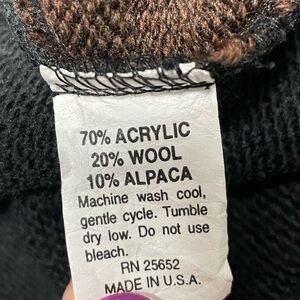 70% ACRYLIC
20% WOOL
10% ALPACA
Machine wash cool,
gentle cycle. Tumble
dry low. Do not use
bleach.
RN 25652
MADE IN U.S.A.